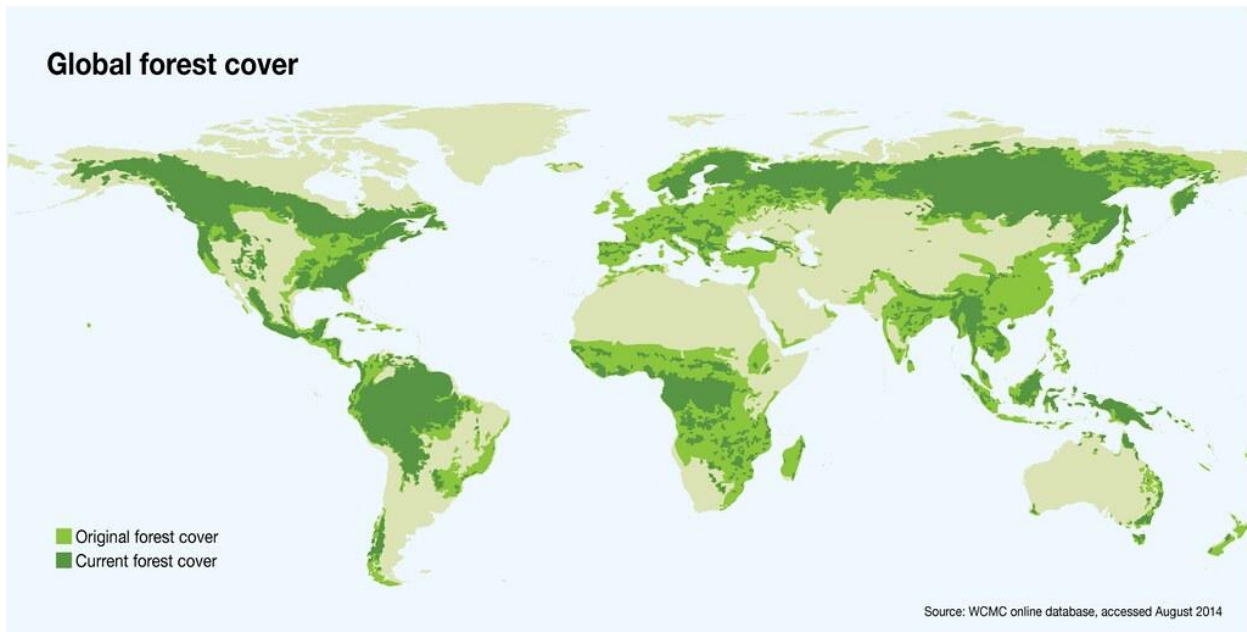 Global forest cover
Original forest cover
Current forest cover
Source: WCMC online database, accessed August 2014